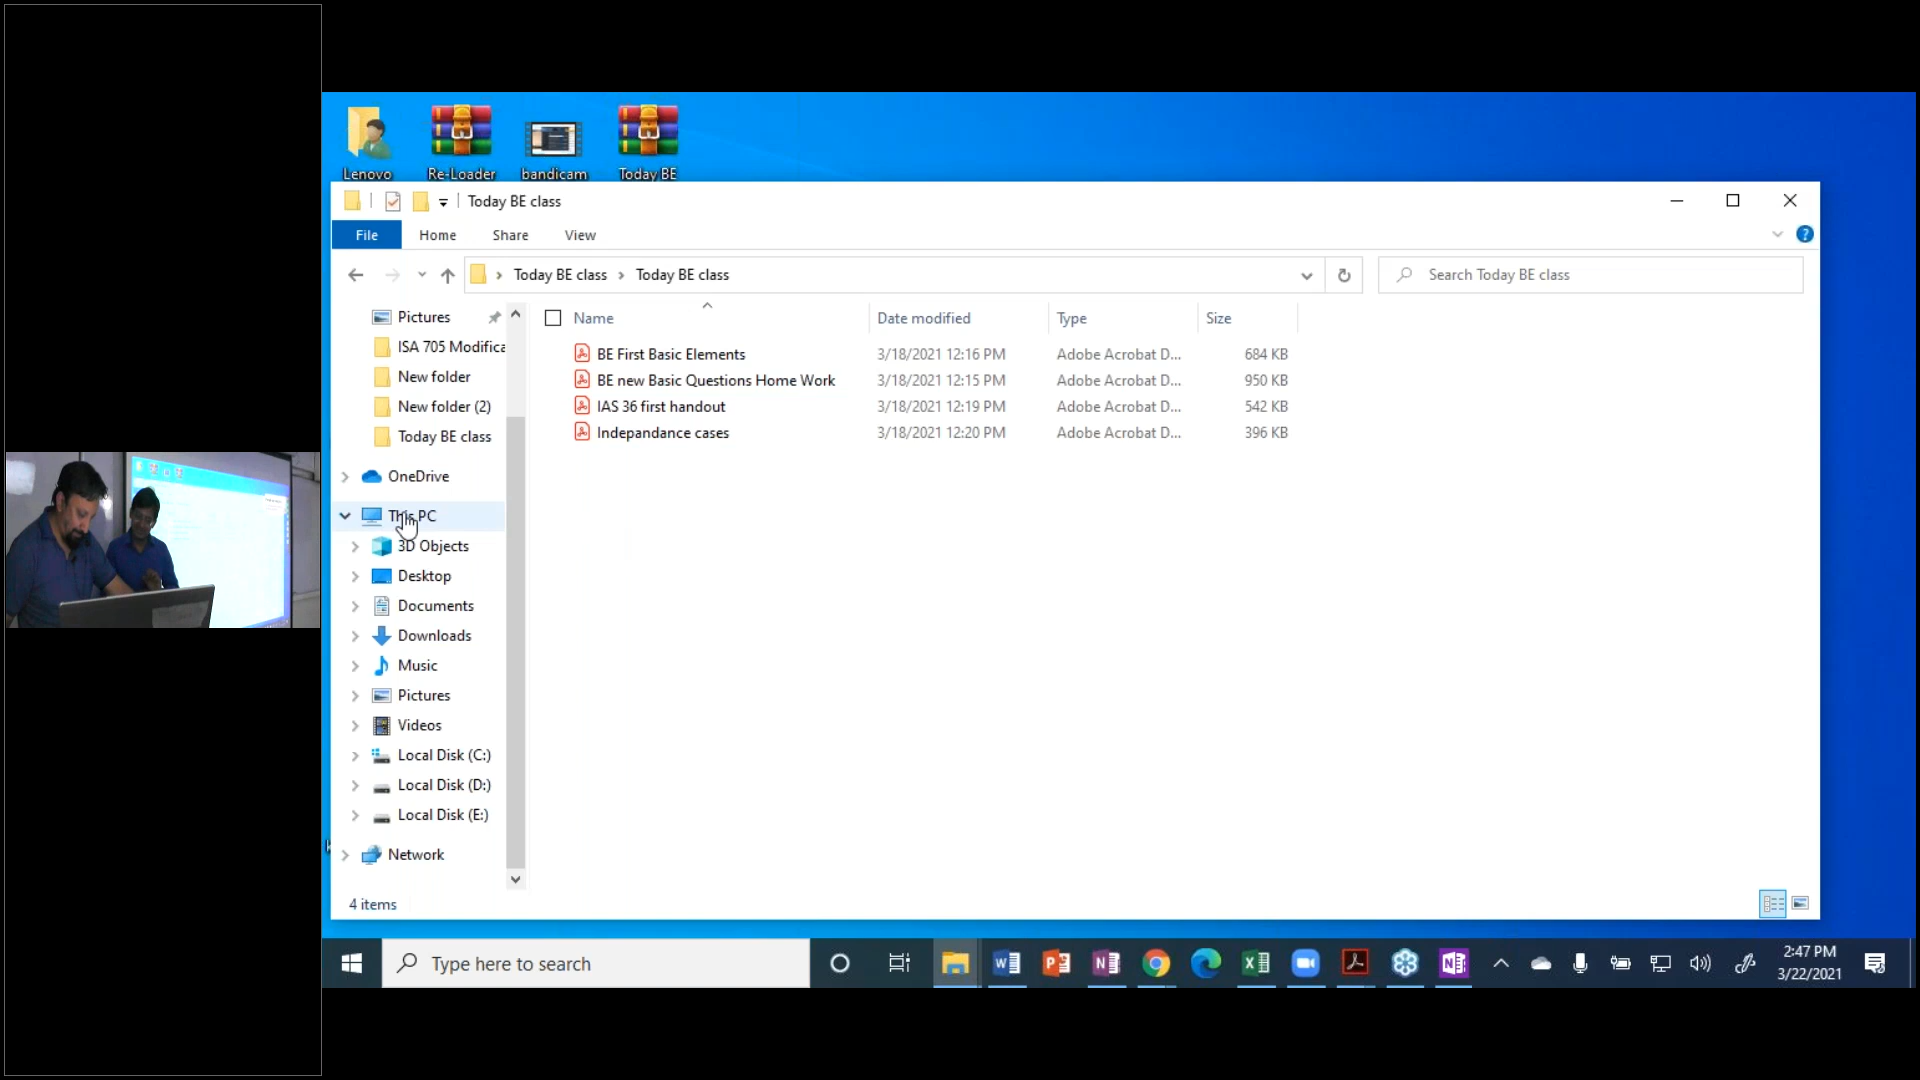 Lenovo
Re-Loader
bandicam
Today BE
Today BE class
File
Home
Share
View
Today BE class
Today BE class
Search Today BE class
Name
Date modified
Type
Size
BE First Basic Elements 3/18/2021 12:16 PM Adobe Acrobat D... 684 KB
BE new Basic Questions Home Work 3/18/2021 12:15 PM Adobe Acrobat D... 950 KB
IAS 36 first handout 3/18/2021 12:19 PM Adobe Acrobat D... 542 KB
Indepandance cases 3/18/2021 12:20 PM Adobe Acrobat D... 396 KB
Pictures
ISA 705 Modifica
New folder
New folder (2)
Today BE class
OneDrive
This PC
3D Objects
Desktop
Documents
Downloads
Music
Pictures
Videos
Local Disk (C:)
Local Disk (D:)
Local Disk (E:)
Network
4 items
Type here to search
2:47 PM
3/22/2021